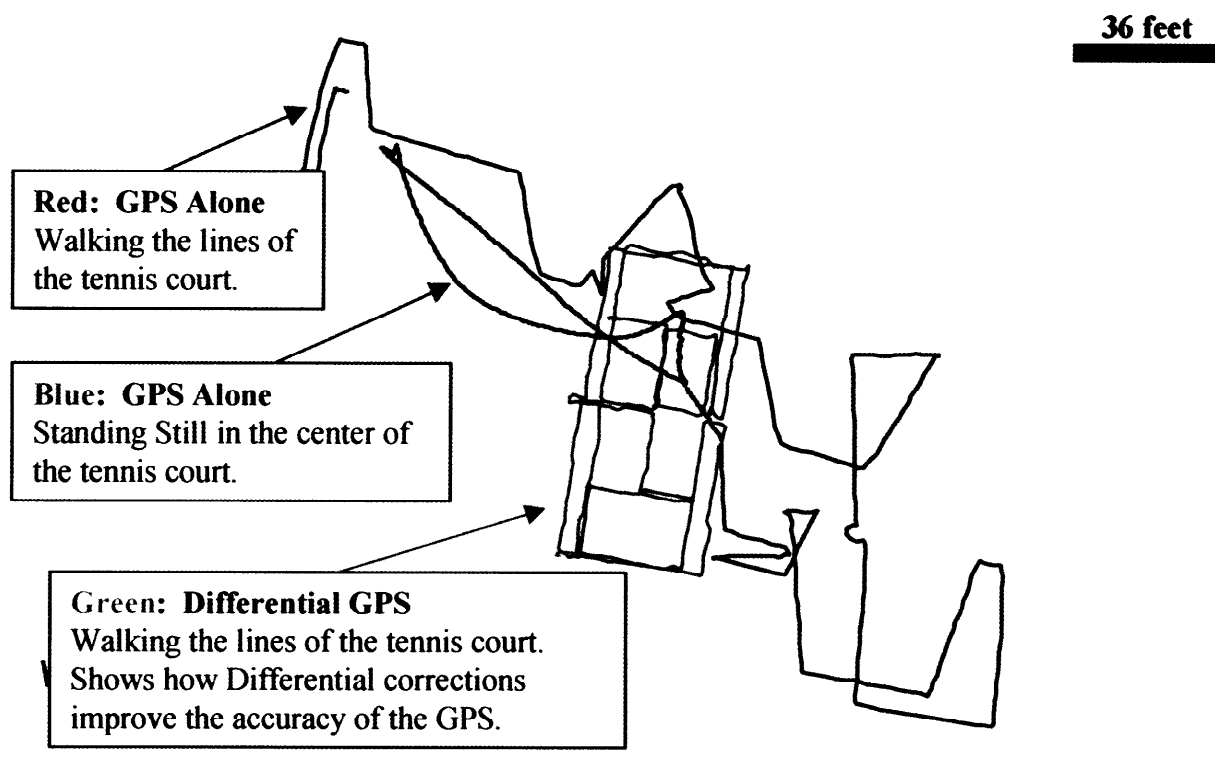 36 feet
Red: GPS Alone
Walking the lines of
the tennis court.
Blue: GPS Alone
Standing Still in the center of
the tennis court.
Green: Differential GPS
Walking the lines of the tennis court.
Shows how Differential corrections
improve the accuracy of the GPS.